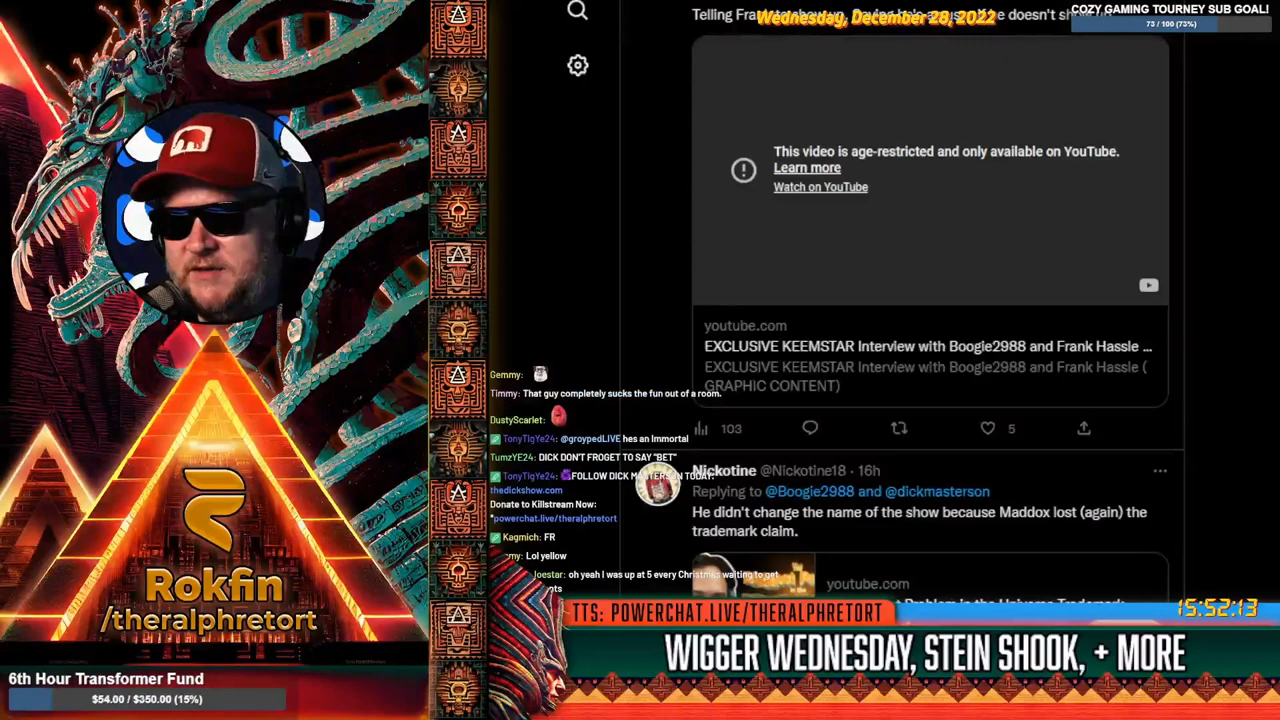 COZY GAMING TOURNEY SUB GOAL!
73 / 100 (73%)
Wednesday, December 28, 2022
Telling doesn't
This video is age-restricted and only available on YouTube.
Learn more
Watch on YouTube
youtube.com
EXCLUSIVE KEEMSTAR Interview with Boogie2988 and Frank Hassle ...
EXCLUSIVE KEEMSTAR Interview with Boogie2988 and Frank Hassle (
GRAPHIC CONTENT)
103
5
Nickotine @Nickotine18 · 16h
Replying to @Boogie2988 and @dickmasterson
He didn't change the name of the show because Maddox lost (again) the
trademark claim.
youtube.com
Gemmy:
Timmy: That guy completely sucks the fun out of a room.
DustyScarlet:
TonyTigYe24: @groypedLIVE hes an Immortal
TumzYE24: DICK DON'T FROGET TO SAY "BET"
TonyTigYe24: FOLLOW DICK MASTERSON TODAY:
thedickshow.com
Donate to Killstream Now:
*powerchat.live/theralphretort
Kagmich: FR
Lol yellow
Joestar: oh yeah I was up at 5 every Christmas waiting to get
TTS: POWERCHAT.LIVE/THERALPHRETORT
15:52:13
WIGGER WEDNESDAY, STEIN SHOOK, + MORE
Rokfin
/theralphretort
6th Hour Transformer Fund
$54.00 / $350.00 (15%)